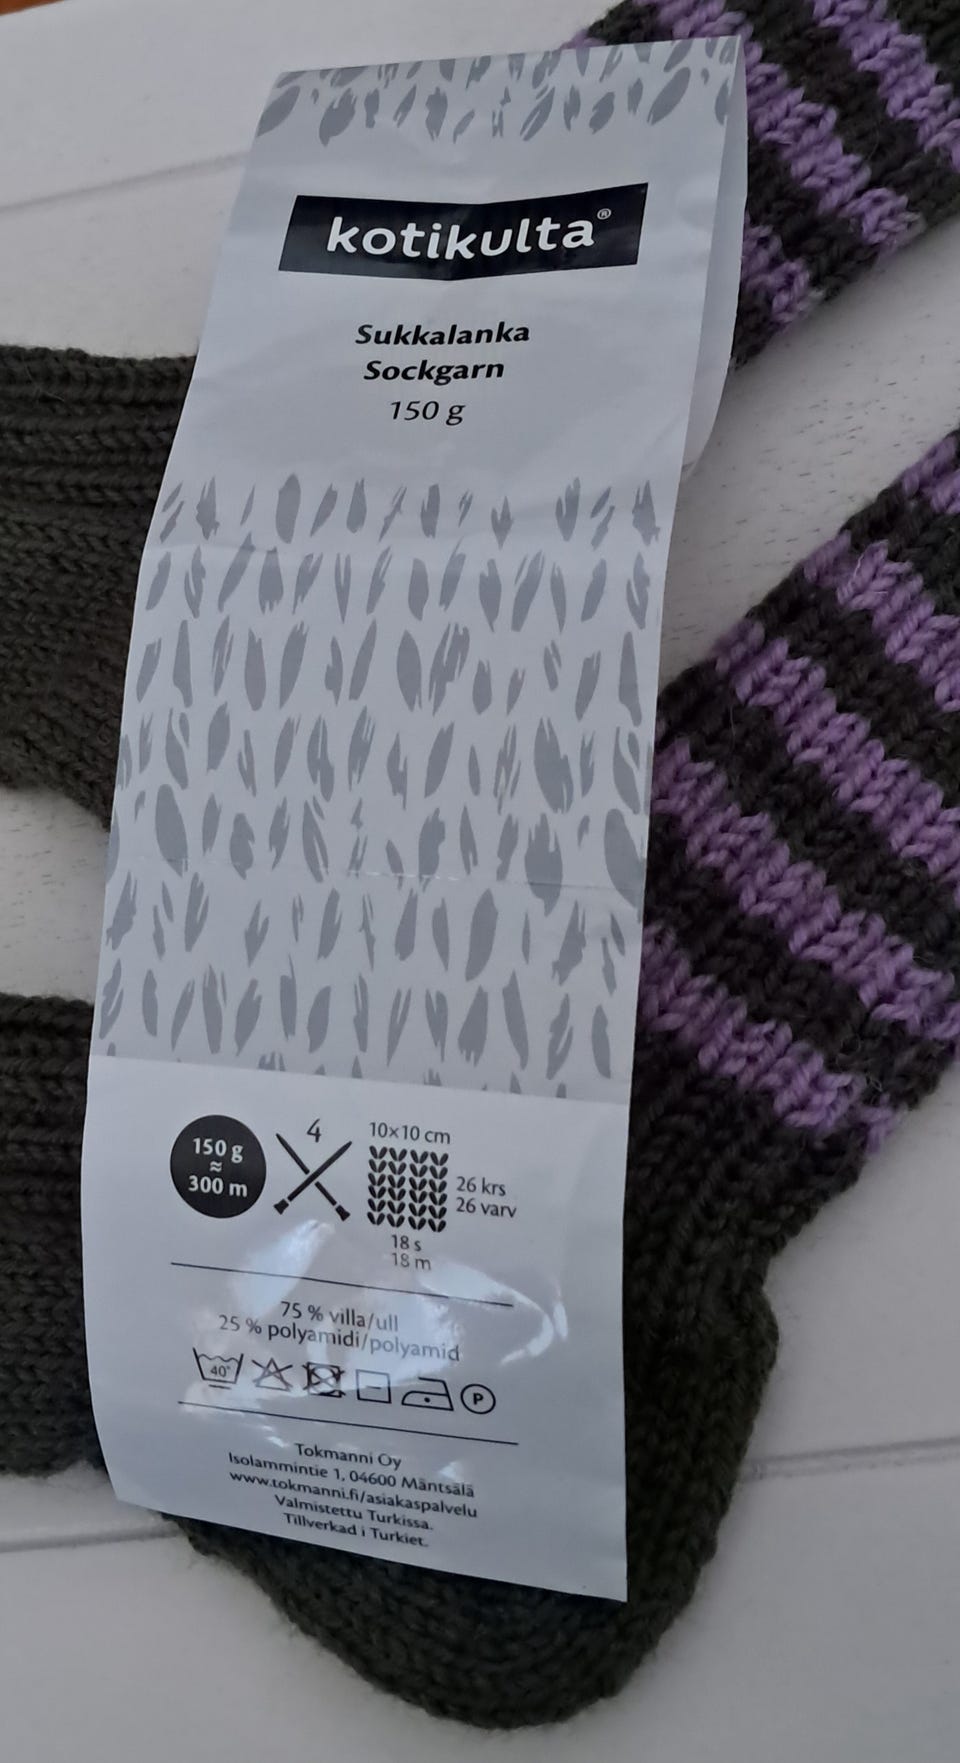 kotikulta®
Sukkalanka
Sockgarn
150 g
150 g
≈
300 m
4
10×10 cm
26 krs
26 varv
18 s
18 m
75 % villa/ull
25 % polyamidi/polyamid
40°
P
Tokmanni Oy
Isolammintie 1, 04600 Mäntsälä
www.tokmanni.fi/asiakaspalvelu
Valmistettu Turkissa.
Tillverkad i Turkiet.